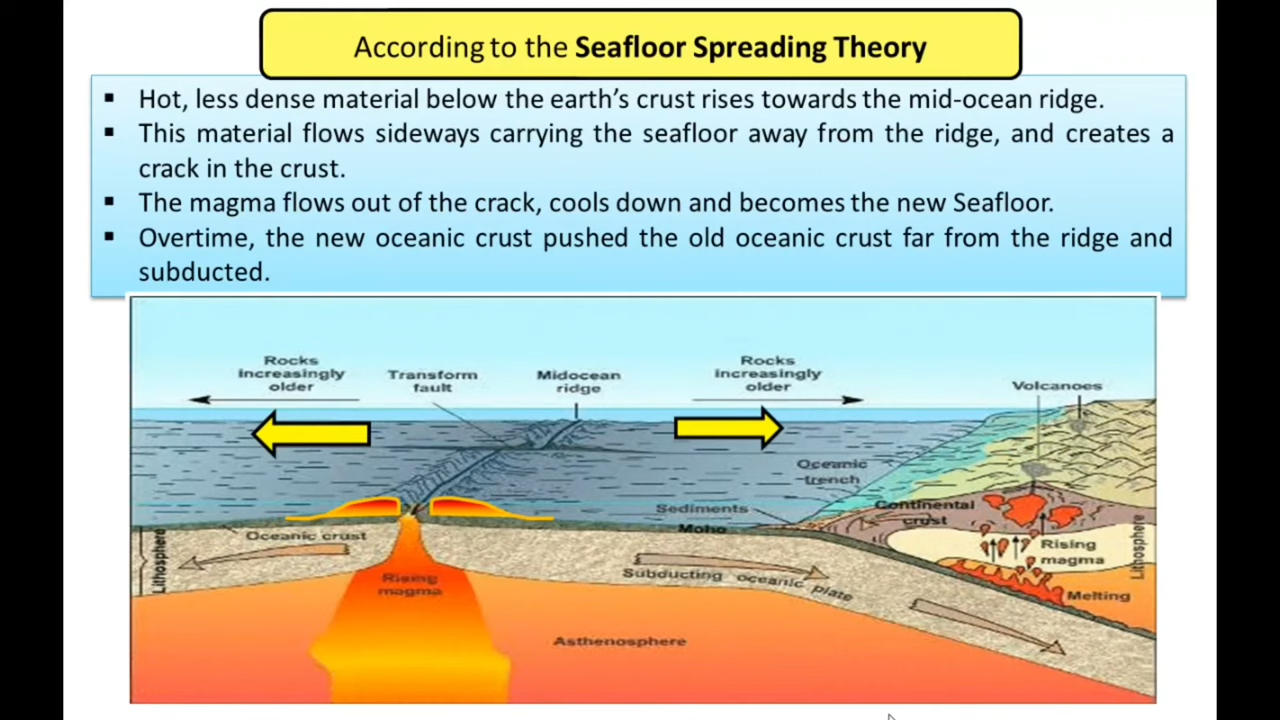 According to the Seafloor Spreading Theory
▪ Hot, less dense material below the earth's crust rises towards the mid-ocean ridge.
▪ This material flows sideways carrying the seafloor away from the ridge, and creates a
crack in the crust.
▪ The magma flows out of the crack, cools down and becomes the new Seafloor.
▪ Overtime, the new oceanic crust pushed the old oceanic crust far from the ridge and
subducted.
Rocks
increasingly
older
Transform
fault
Midocean
ridge
Rocks
increasingly
older
Volcanoes
Oceanic
trench
Sediments
Moho
Continental
crust
Oceanic crust
Lithosphere
Rising
magma
Subducting oceanic plate
Rising
magma
Melting
Lithosphere
Asthenosphere